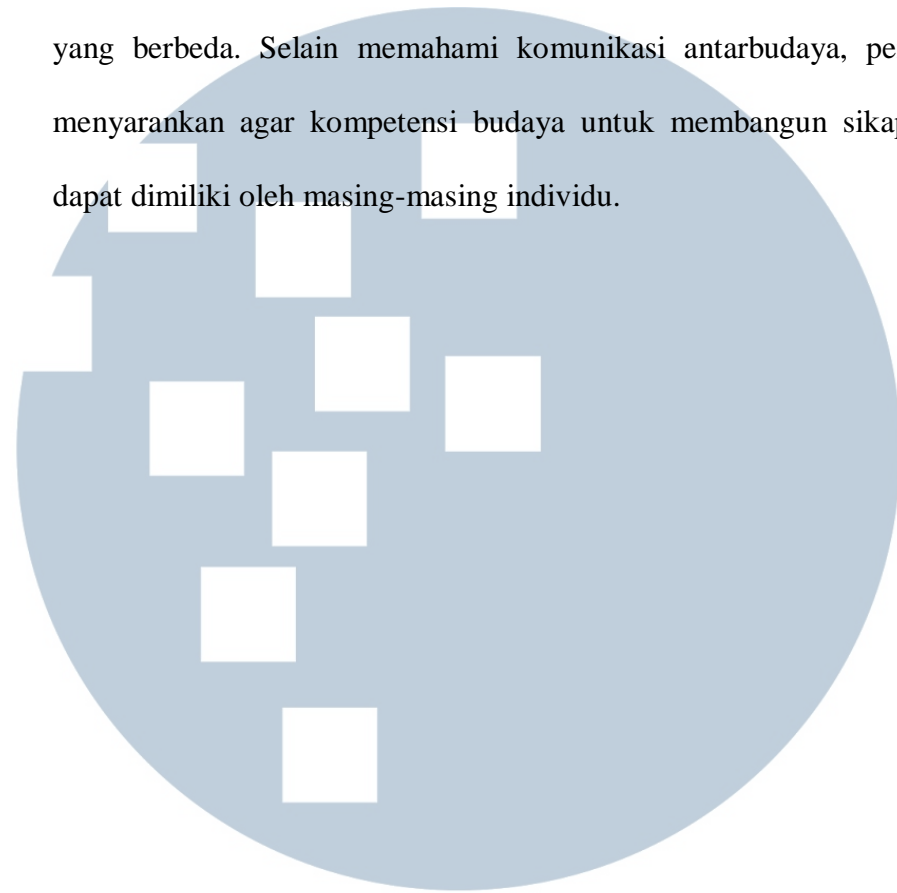 yang berbeda. Selain memahami komunikasi antarbudaya, pe
menyarankan agar kompetensi budaya untuk membangun sikap
dapat dimiliki oleh masing-masing individu.